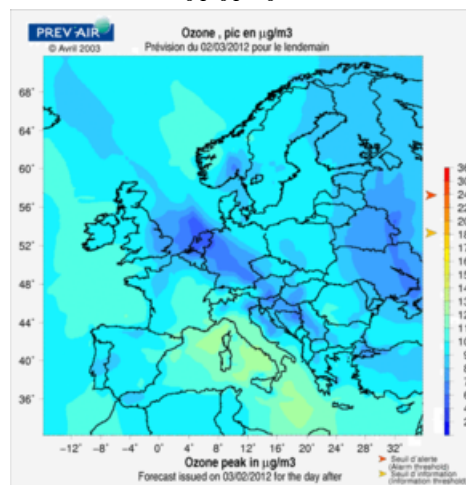 PREV'AIR
© Avril 2003
Ozone , pic en µg/m3
Prévision du 02/03/2012 pour le lendemain
68°
64°
60°
56°
52°
48°
44°
40°
36°
−12° −8° −4° 0° 4° 8° 12° 16° 20° 24° 28° 32°
Ozone peak in µg/m3
Forecast issued on 03/02/2012 for the day after
Seuil d'alerte
(Alarm threshold)
Seuil d'information
(Information threshold)